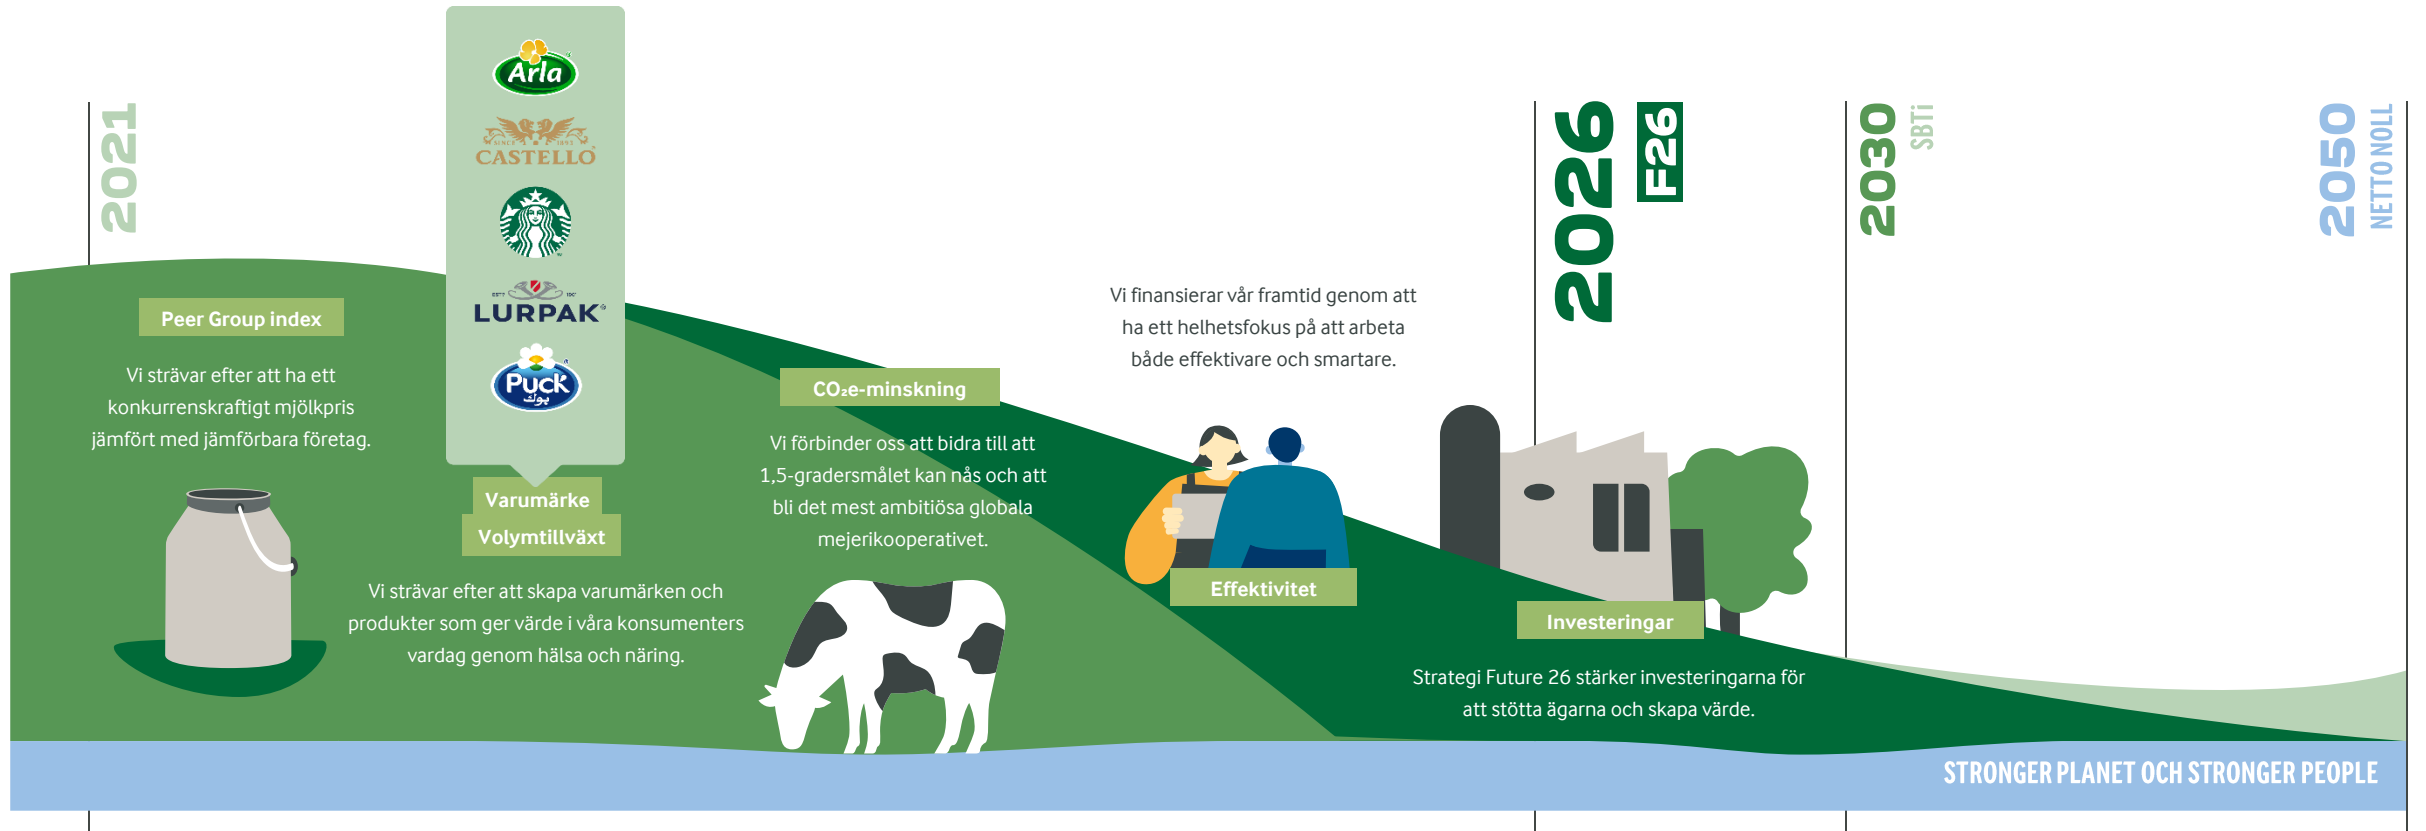 2021
Arla
SINCE 1893
CASTELLO
LURPAK
Puck
بوك
2026
F26
2030
SBTi
2050
NETTO NOLL
Peer Group index
Vi strävar efter att ha ett
konkurrenskraftigt mjölkpris
jämfört med jämförbara företag.
Varumärke
Volymtillväxt
Vi strävar efter att skapa varumärken och
produkter som ger värde i våra konsumenters
vardag genom hälsa och näring.
CO₂e-minskning
Vi förbinder oss att bidra till att
1,5-gradersmålet kan nås och att
bli det mest ambitiösa globala
mejerikooperativet.
Vi finansierar vår framtid genom att
ha ett helhetsfokus på att arbeta
både effektivare och smartare.
Effektivitet
Investeringar
Strategi Future 26 stärker investeringarna för
att stötta ägarna och skapa värde.
STRONGER PLANET OCH STRONGER PEOPLE